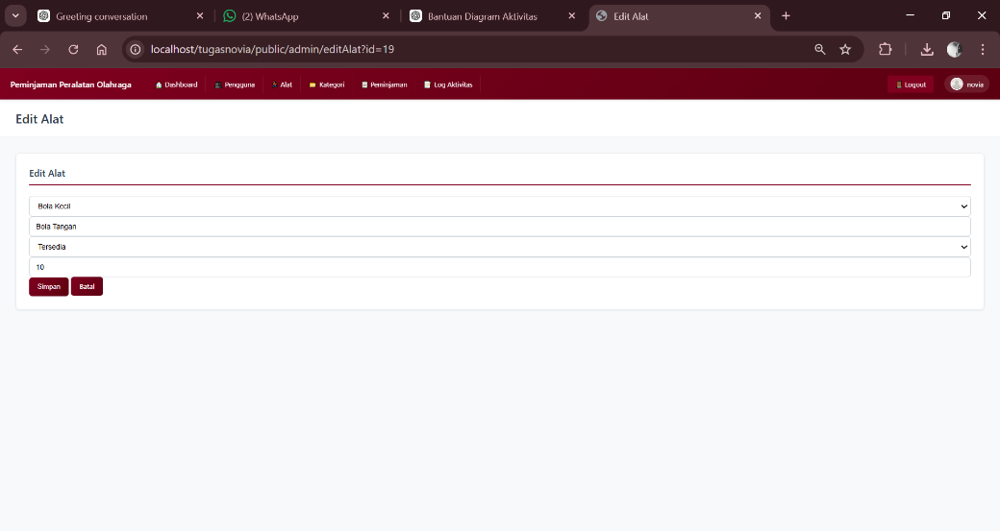 Greeting conversation
(2) WhatsApp
Bantuan Diagram Aktivitas
Edit Alat
localhost/tugasnovia/public/admin/editAlat?id=19
Peminjaman Peralatan Olahraga Dashboard Pengguna Alat Kategori Peminjaman Log Aktivitas Logout novia
Edit Alat
Edit Alat
Bola Kecil
Bola Tangan
Tersedia
10
Simpan Batal